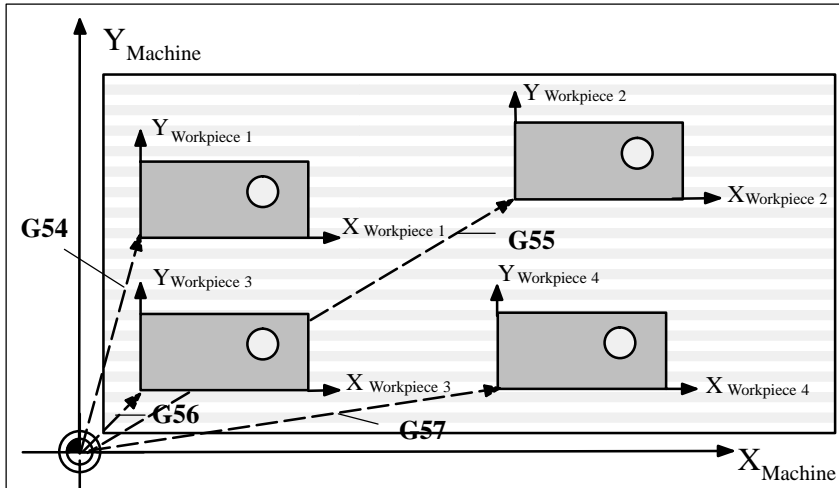 Y Machine
Y Workpiece 2
Y Workpiece 1
X Workpiece 2
G54
X Workpiece 1
G55
Y Workpiece 3
Y Workpiece 4
X Workpiece 3
X Workpiece 4
G56
G57
X Machine